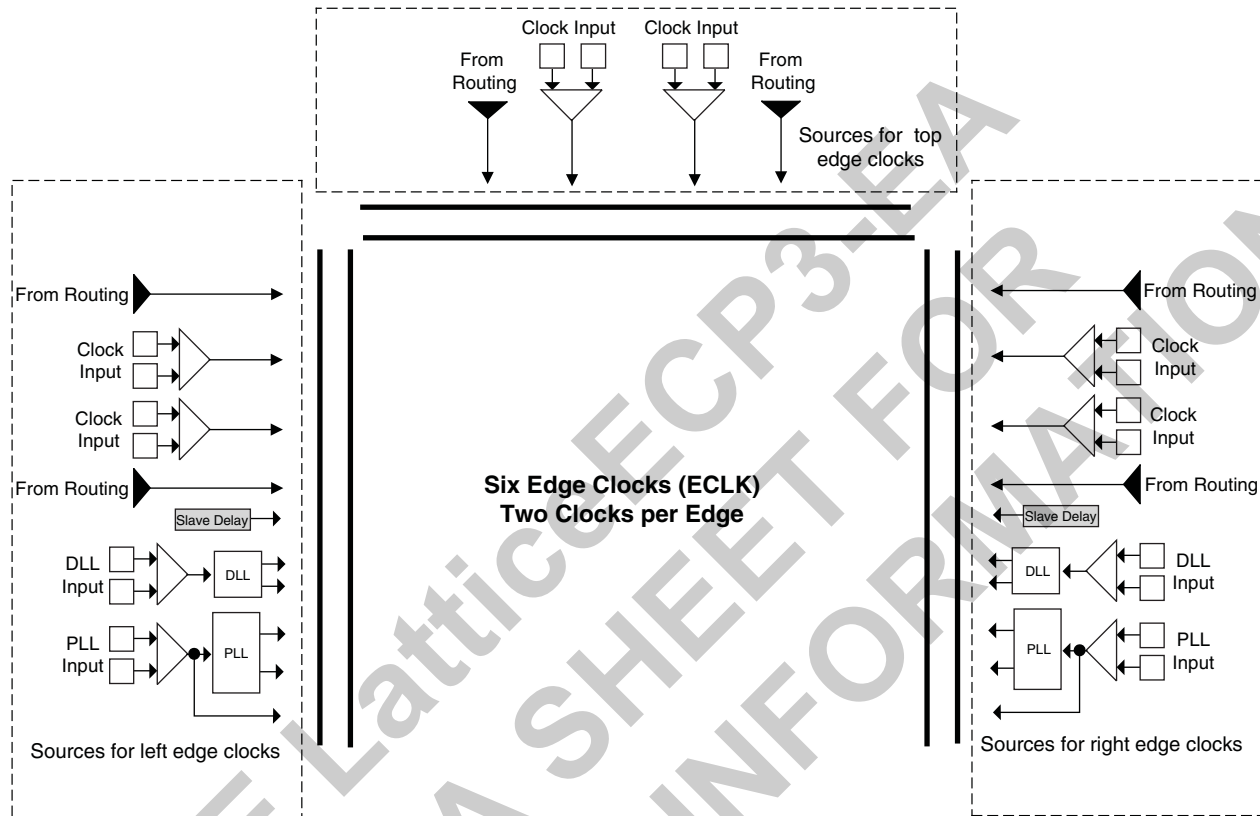 Clock Input Clock Input
From
Routing
From
Routing
Sources for top
edge clocks
From Routing
Clock
Input
Clock
Input
From Routing
Slave Delay
DLL
Input
DLL
PLL
Input
PLL
Sources for left edge clocks
Six Edge Clocks (ECLK)
Two Clocks per Edge
From Routing
Clock
Input
Clock
Input
From Routing
Slave Delay
DLL
DLL
Input
PLL
PLL
Input
Sources for right edge clocks
E LatticeECP3-EA
A SHEET FOR
INFORMATION